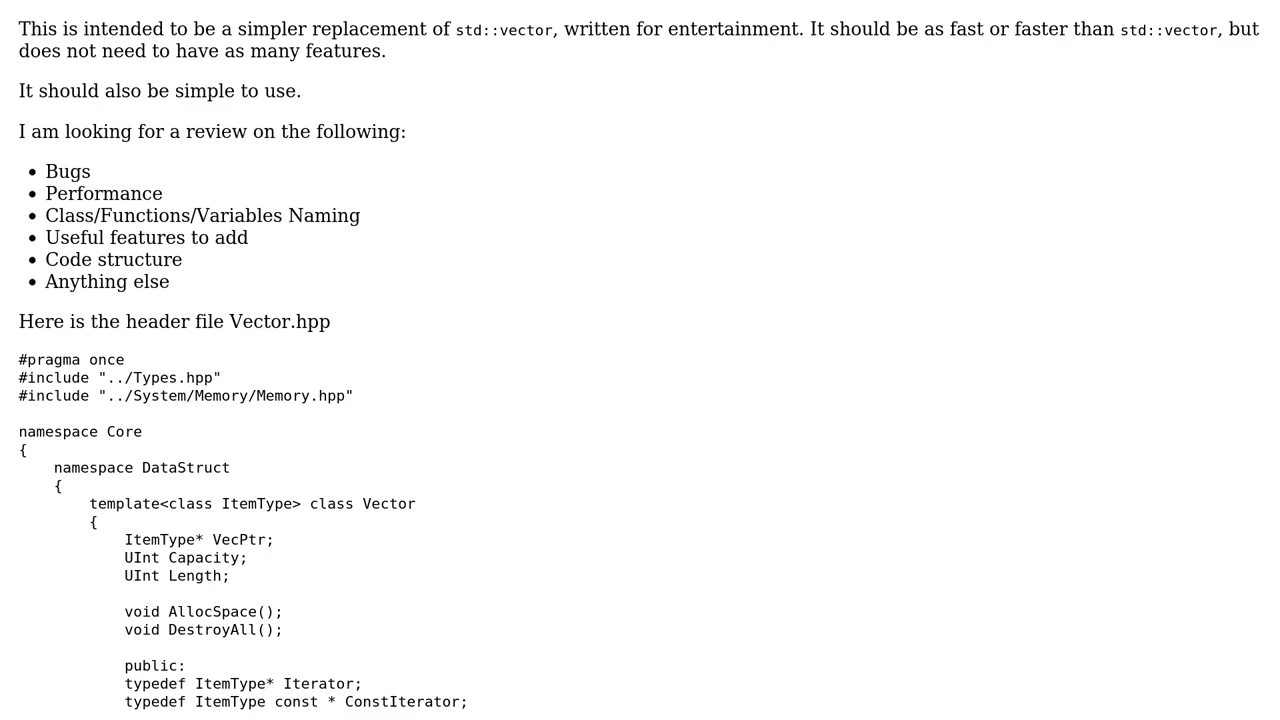 This is intended to be a simpler replacement of std::vector, written for entertainment. It should be as fast or faster than std::vector, but
does not need to have as many features.
It should also be simple to use.
I am looking for a review on the following:
• Bugs
• Performance
• Class/Functions/Variables Naming
• Useful features to add
• Code structure
• Anything else
Here is the header file Vector.hpp
#pragma once
#include "../Types.hpp"
#include "../System/Memory/Memory.hpp"
namespace Core
{
    namespace DataStruct
    {
        template<class ItemType> class Vector
        {
            ItemType* VecPtr;
            UInt Capacity;
            UInt Length;
            void AllocSpace();
            void DestroyAll();
            public:
            typedef ItemType* Iterator;
            typedef ItemType const * ConstIterator;